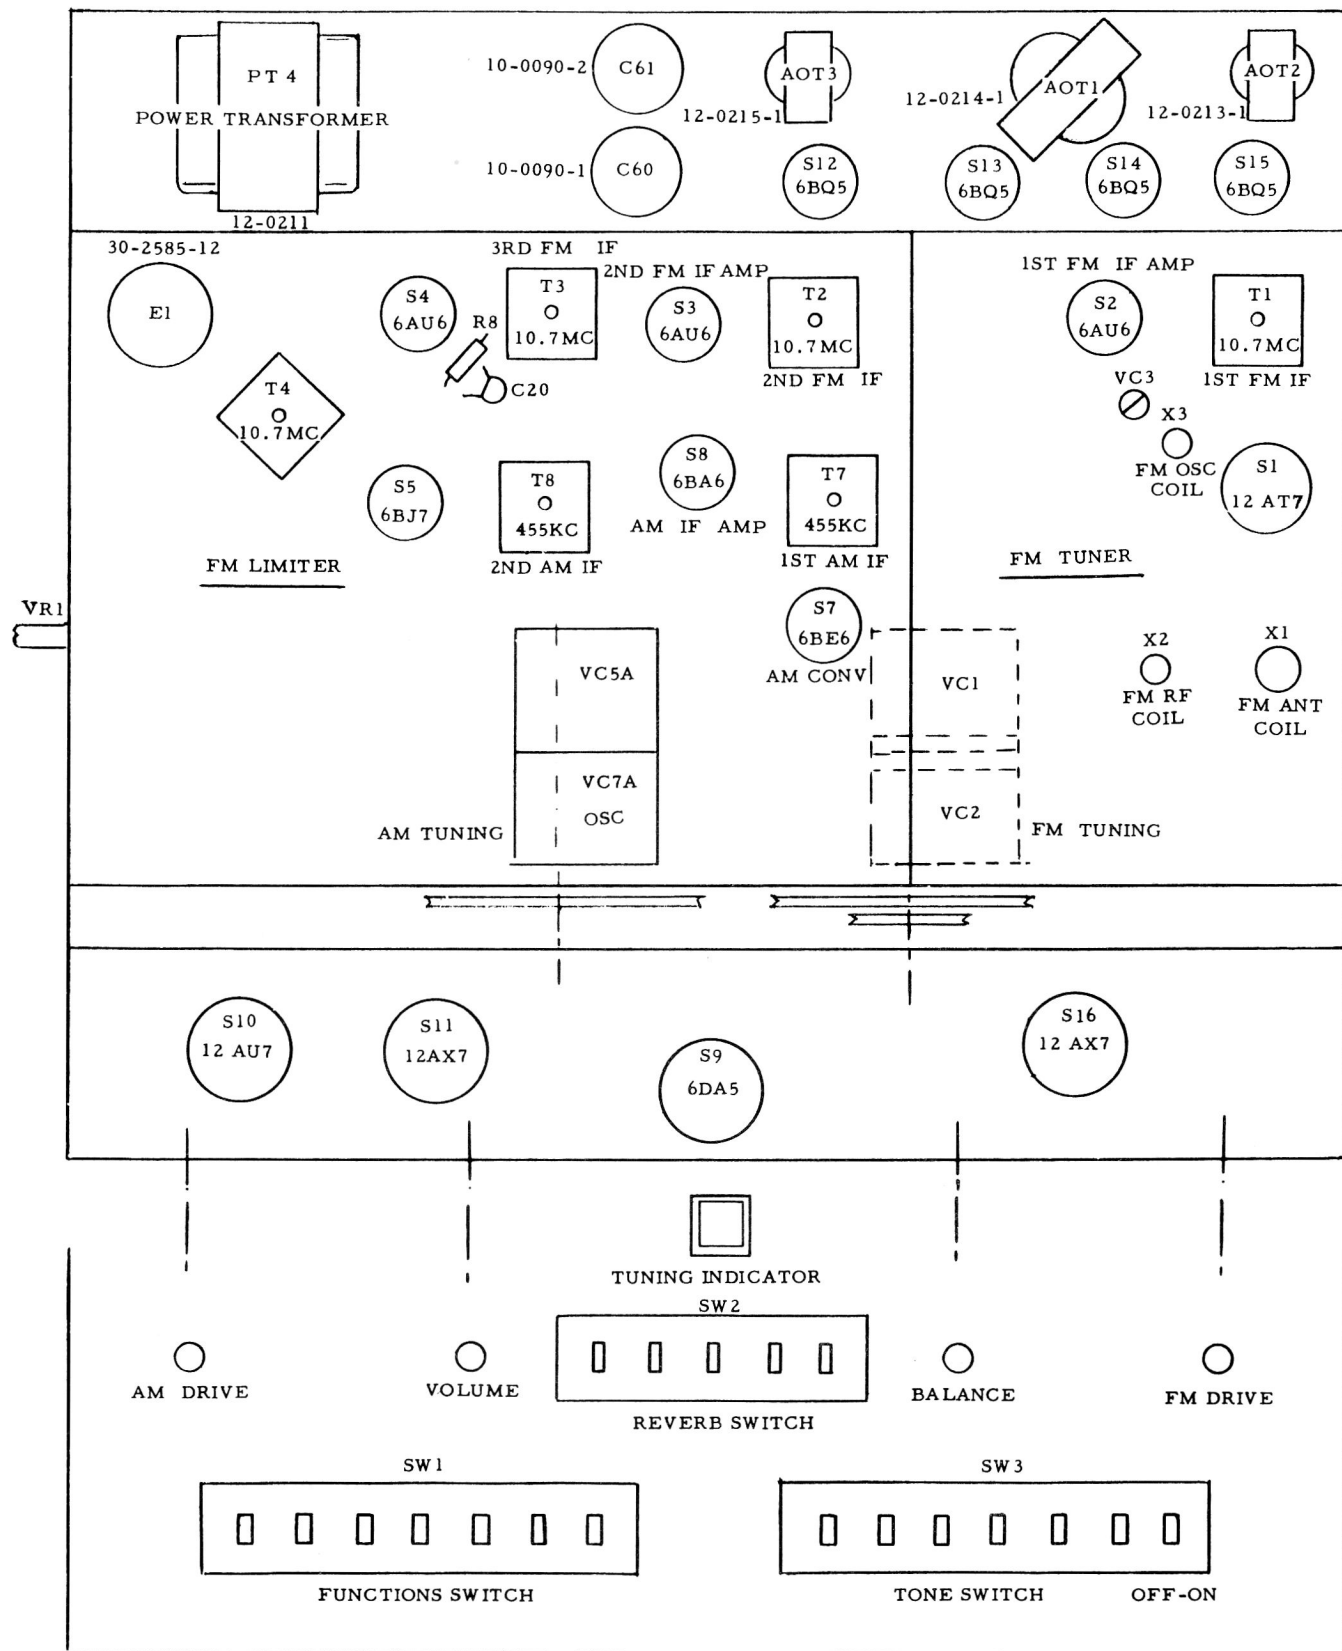 PT 4
POWER TRANSFORMER
12-0211
10-0090-2
C61
10-0090-1
C60
AOT3
12-0215-1
S12
6BQ5
AOT1
12-0214-1
S13
6BQ5
S14
6BQ5
AOT2
12-0213-1
S15
6BQ5
30-2585-12
E1
S4
6AU6
R8
C20
3RD FM IF
T3
10.7MC
2ND FM IF AMP
S3
6AU6
T2
10.7MC
2ND FM IF
1ST FM IF AMP
S2
6AU6
T1
10.7MC
1ST FM IF
VC3
X3
FM OSC
COIL
S1
12 AT7
T4
10.7MC
S5
6BJ7
T8
455KC
2ND AM IF
S8
6BA6
AM IF AMP
T7
455KC
1ST AM IF
FM LIMITER
FM TUNER
VR1
S7
6BE6
AM CONV
VC5A
VC7A
OSC
AM TUNING
VC1
VC2
FM TUNING
X2
FM RF
COIL
X1
FM ANT
COIL
S10
12 AU7
S11
12AX7
S9
6DA5
S16
12 AX7
TUNING INDICATOR
SW2
REVERB SWITCH
AM DRIVE
VOLUME
BALANCE
FM DRIVE
SW1
FUNCTIONS SWITCH
SW3
TONE SWITCH
OFF-ON